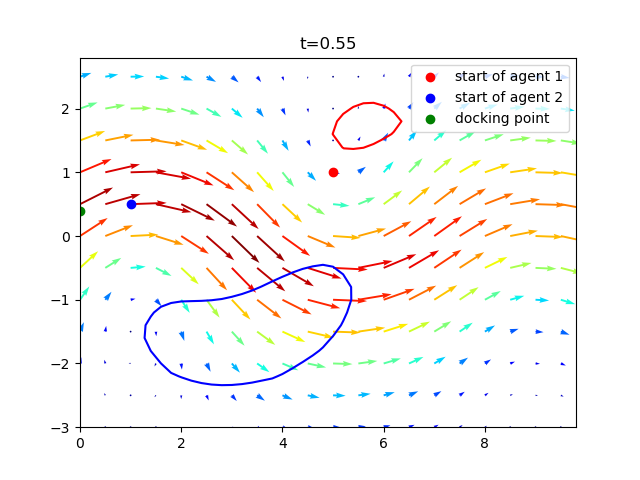 t=0.55
start of agent 1
start of agent 2
docking point
2
1
0
−1
−2
−3
0 2 4 6 8